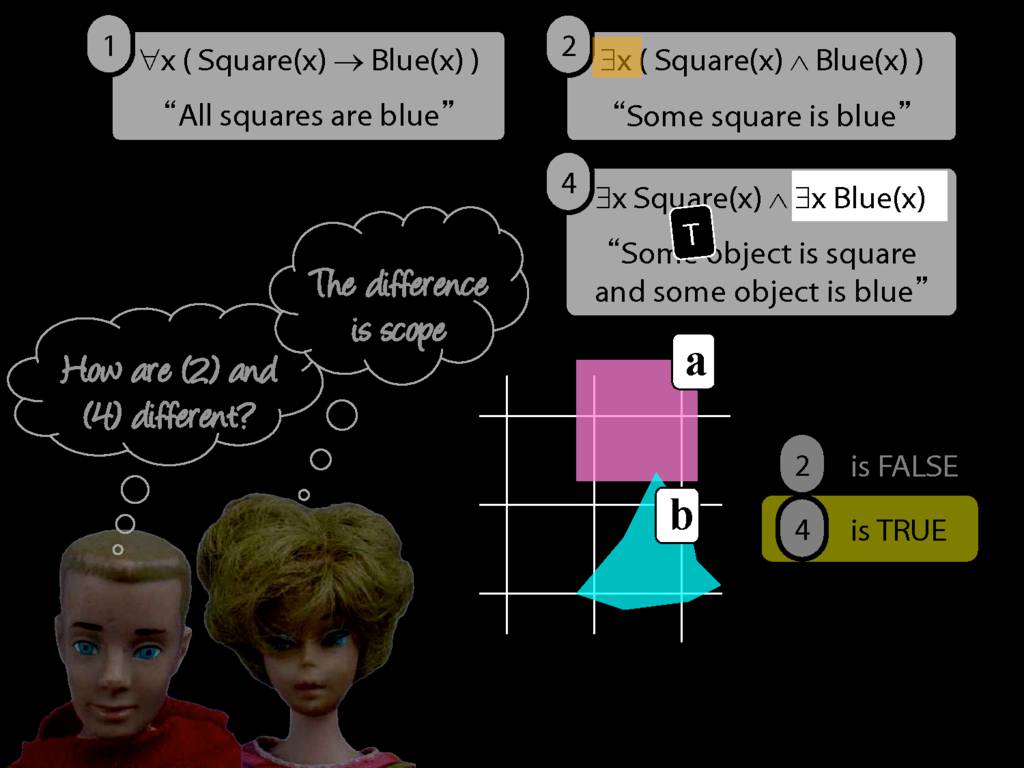 1
∀x ( Square(x) → Blue(x) )
“All squares are blue”
2
∃x ( Square(x) ∧ Blue(x) )
“Some square is blue”
4
∃x Square(x) ∧ ∃x Blue(x)
T
“Some object is square
and some object is blue”
The difference
is scope
How are (2) and
(4) different?
a
b
2 is FALSE
4 is TRUE